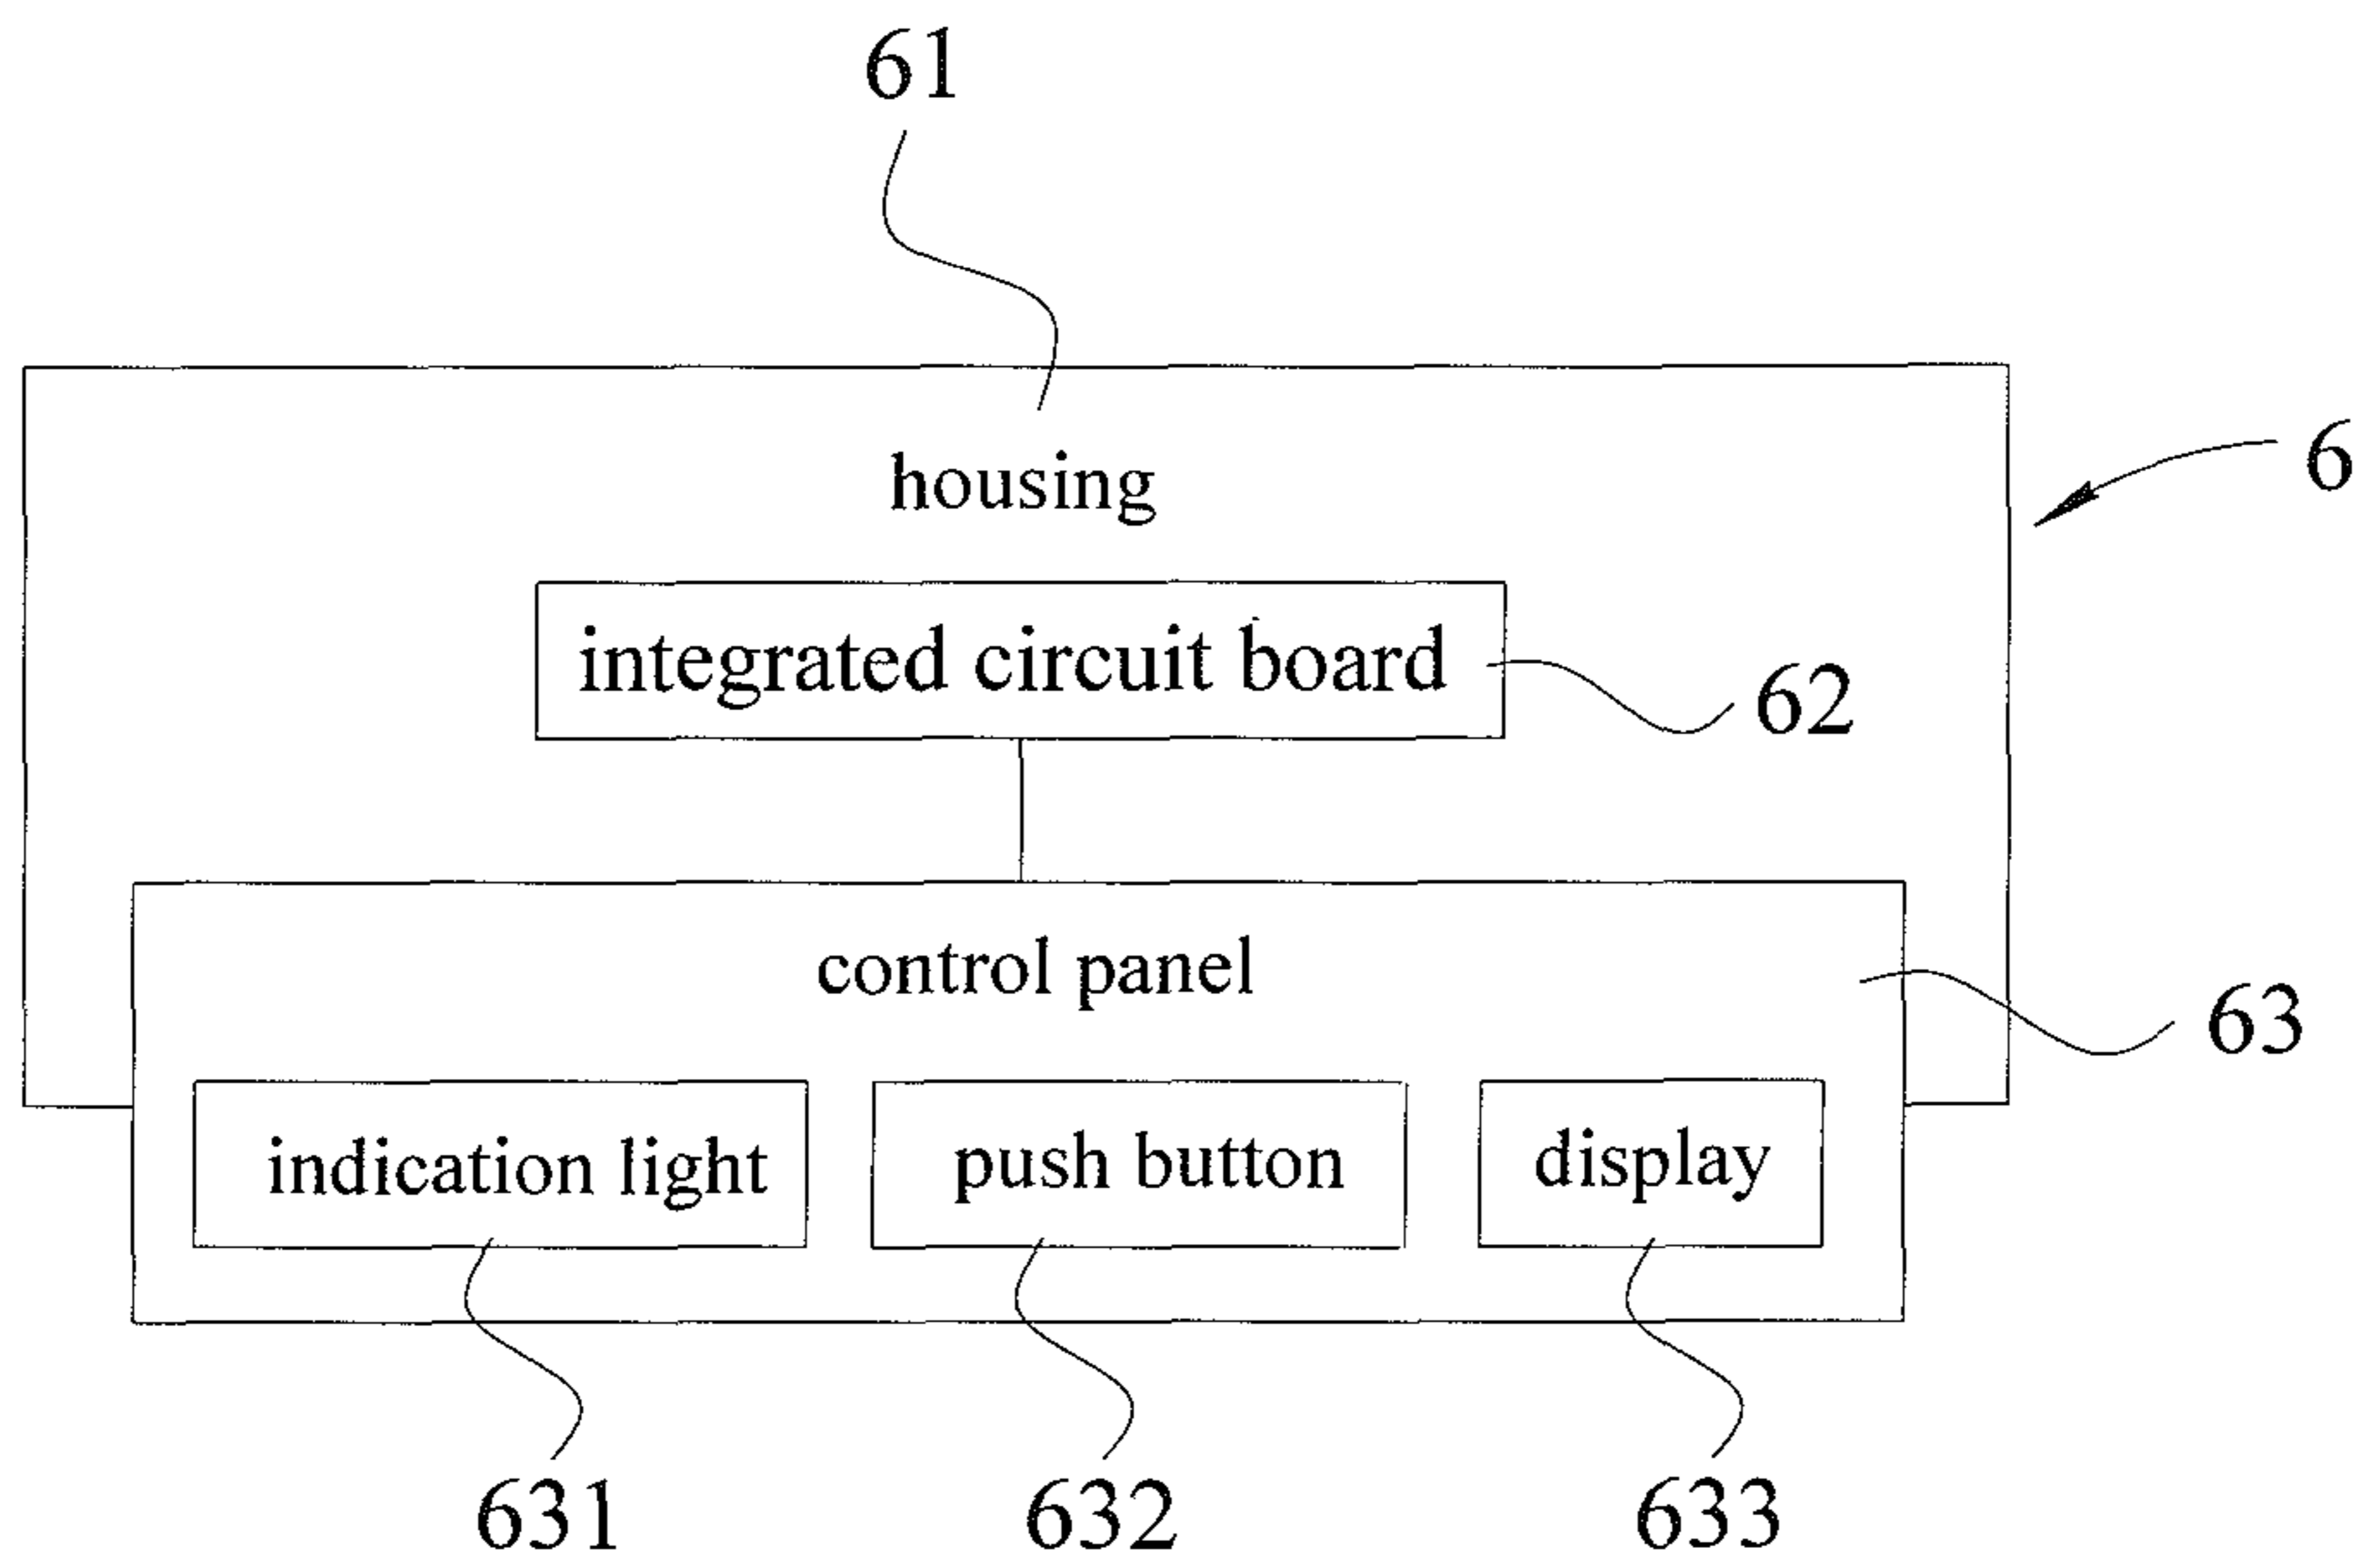 61
housing
6
integrated circuit board
62
control panel
63
indication light
push button
display
631
632
633